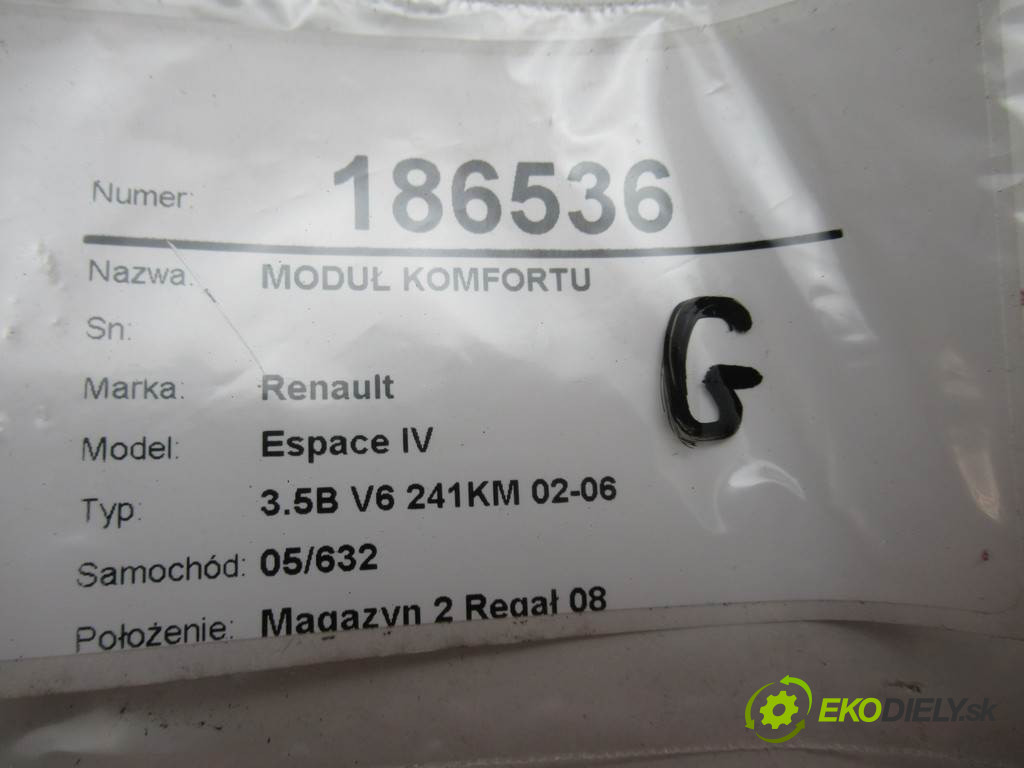 Numer: 186536
Nazwa: MODUŁ KOMFORTU
Sn:
G
Marka: Renault
Model: Espace IV
Typ: 3.5B V6 241KM 02-06
Samochód: 05/632
Położenie: Magazyn 2 Regał 08
EKODIELY.sk